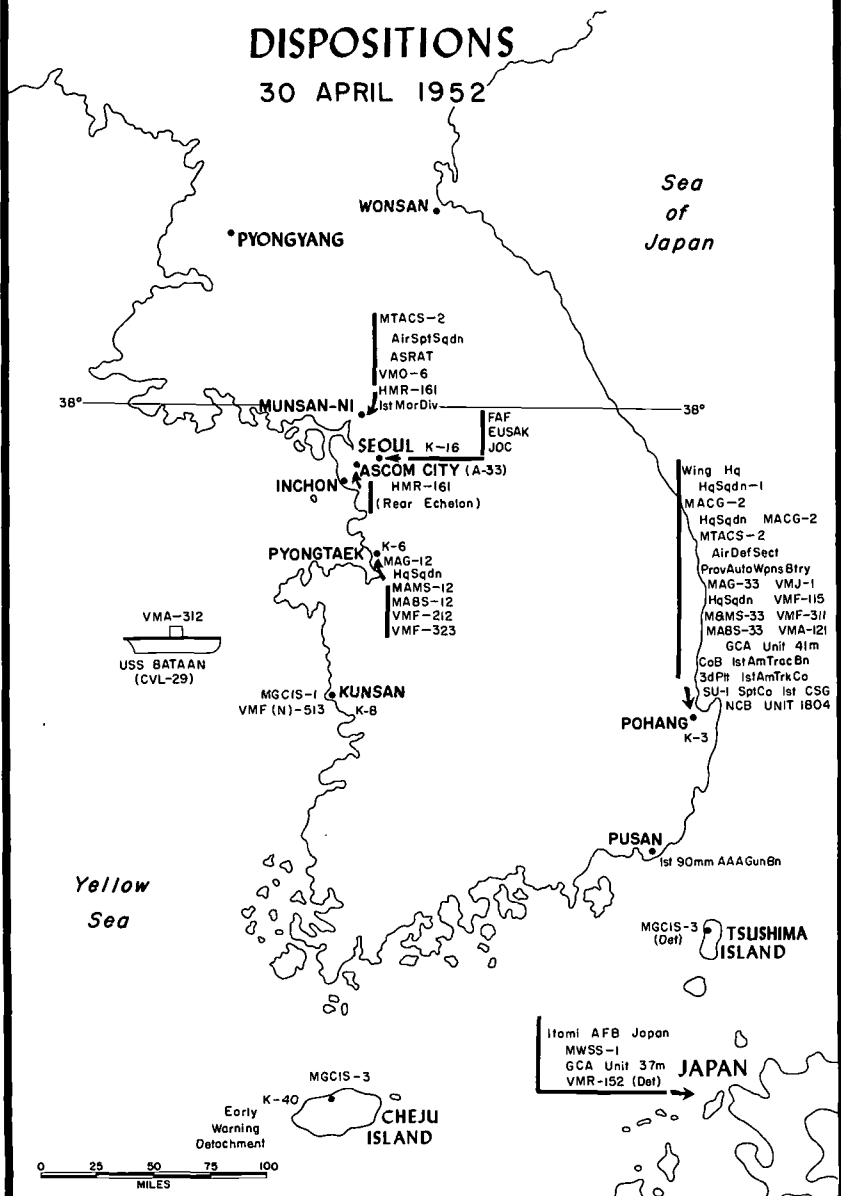 DISPOSITIONS
30 APRIL 1952
Sea
of
Japan
WONSAN
PYONGYANG
MTACS-2
AirSptSqdn
ASRAT
VMO-6
HMR-161
1stMarDiv
38°
MUNSAN-NI
38°
FAF
EUSAK
JOC
SEOUL K-16
ASCOM CITY (A-33)
INCHON
HMR-161
(Rear Echelon)
Wing Hq
HqSqdn-1
MACG-2
HqSqdn MACG-2
MTACS-2
AirDefSect
ProvAutoWpnsBtry
MAG-33 VMJ-1
HqSqdn VMF-115
M&MS-33 VMF-311
MABS-33 VMA-121
GCA Unit 41m
CoB 1stAmTracBn
3dPlt 1stAmTrkCo
SU-1 SptCo 1st CSG
NCB UNIT 1804
POHANG
K-3
K-6
PYONGTAEK
MAG-12
HqSqdn
MAMS-12
MABS-12
VMF-212
VMF-323
VMA-312
USS BATAAN
(CVL-29)
MGCIS-1
KUNSAN
VMF(N)-513
K-8
PUSAN
1st 90mm AAAGunBn
Yellow
Sea
MGCIS-3
(Det)
TSUSHIMA
ISLAND
Itami AFB Japan
MWSS-1
GCA Unit 37m
VMR-152 (Det)
JAPAN
MGCIS-3
K-40
Early
Warning
Detachment
CHEJU
ISLAND
0 25 50 75 100
MILES